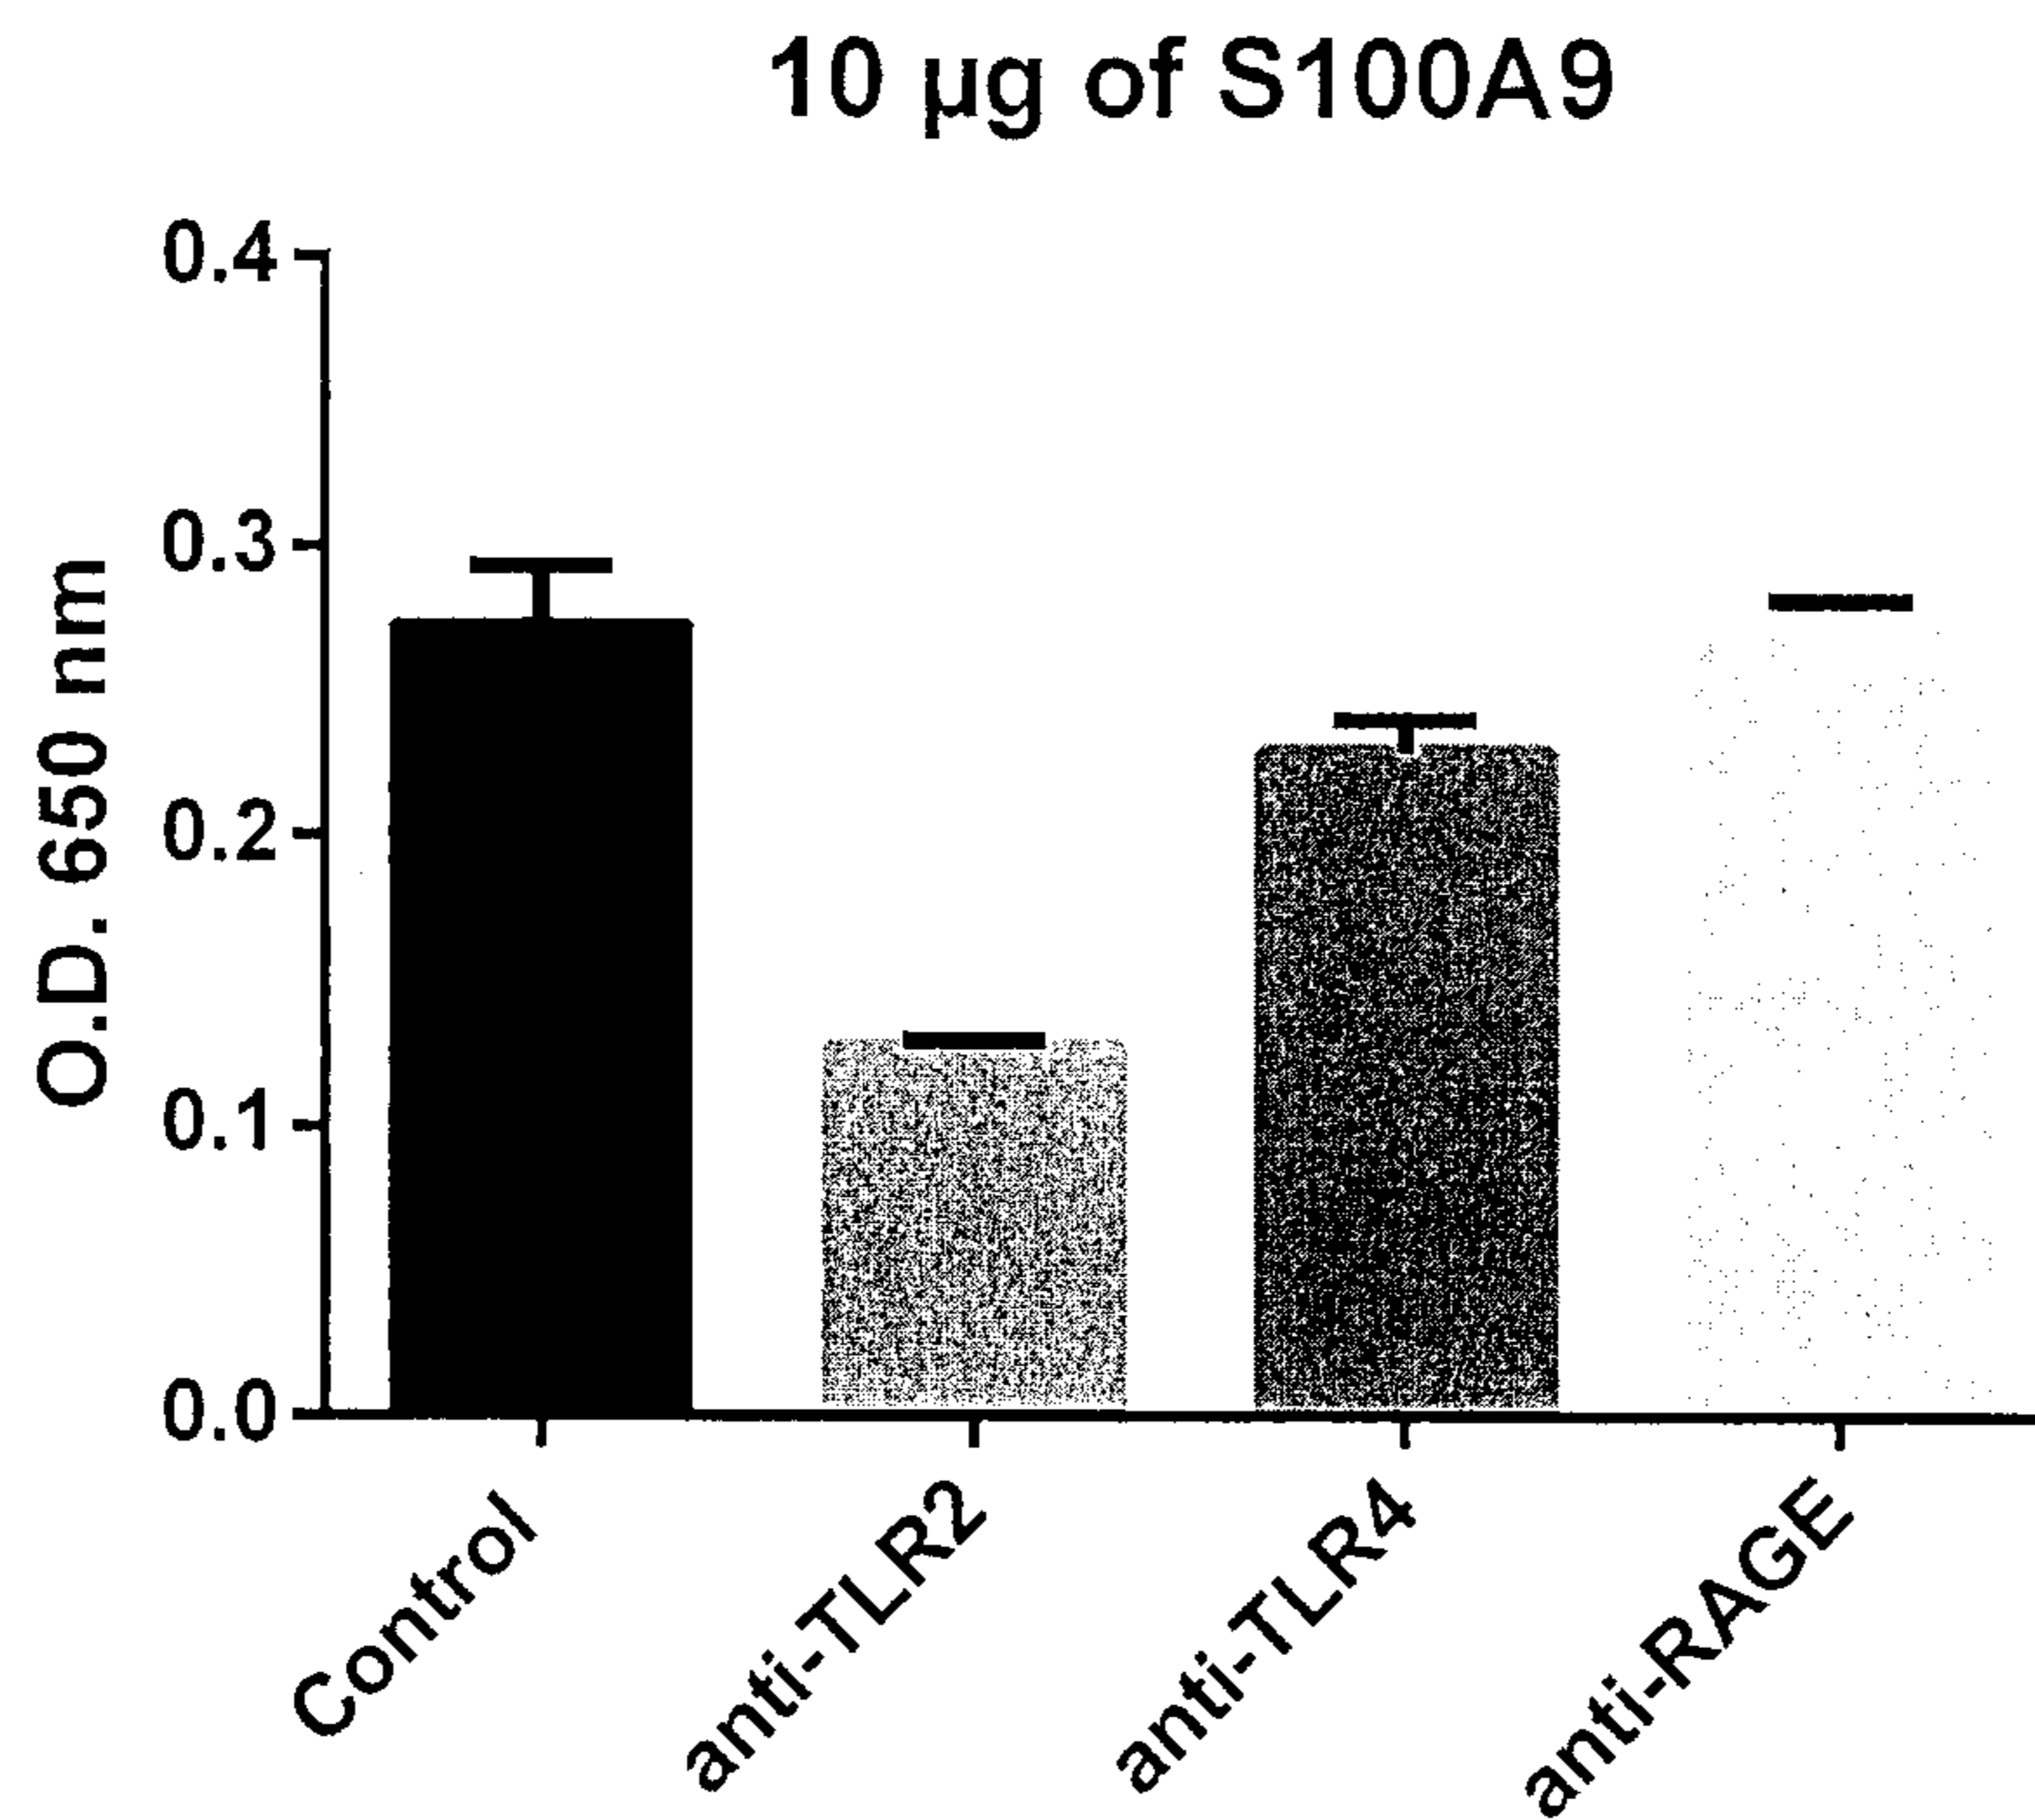 10 µg of S100A9
O.D. 650 nm
0.4
0.3
0.2
0.1
0.0
Control
anti-TLR2
anti-TLR4
anti-RAGE